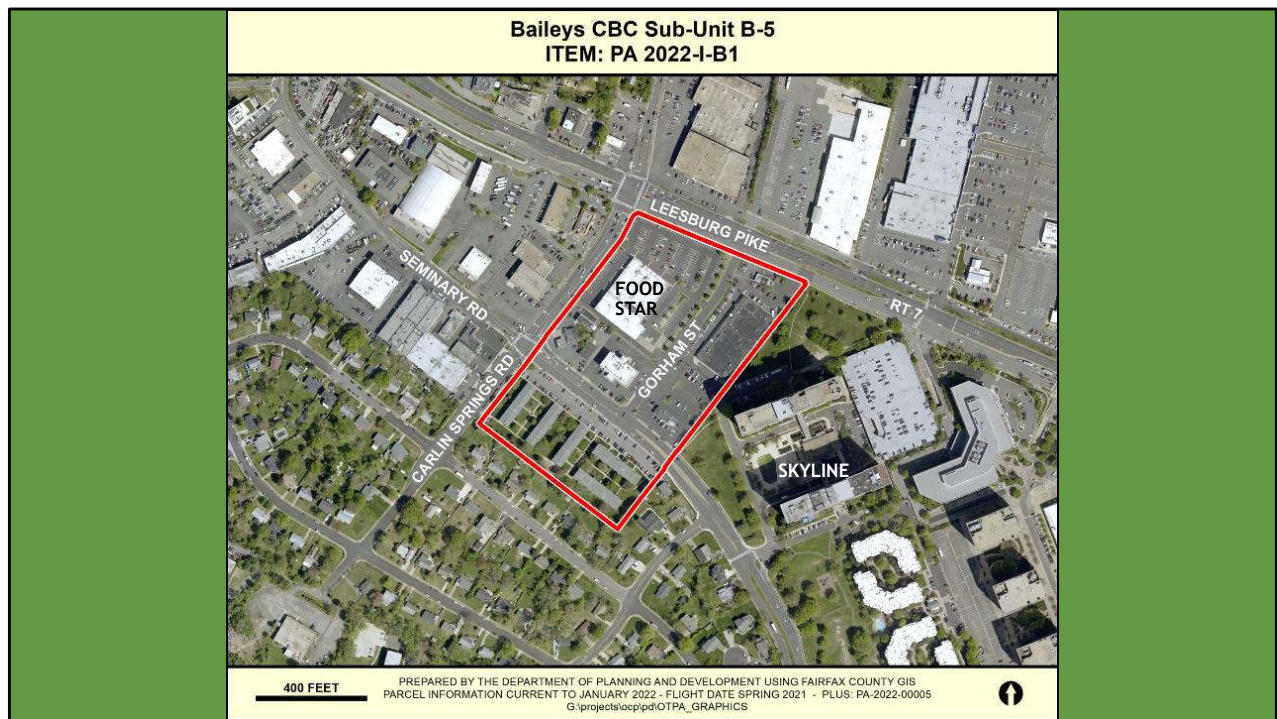 Baileys CBC Sub-Unit B-5
ITEM: PA 2022-I-B1
LEESBURG PIKE
FOOD
STAR
SEMINARY RD
RT 7
GORHAM ST
CARLIN SPRINGS RD
SKYLINE
400 FEET
PREPARED BY THE DEPARTMENT OF PLANNING AND DEVELOPMENT USING FAIRFAX COUNTY GIS
PARCEL INFORMATION CURRENT TO JANUARY 2022 - FLIGHT DATE SPRING 2021 - PLUS: PA-2022-00005
G:\projects\ocp\pd\OTPA_GRAPHICS